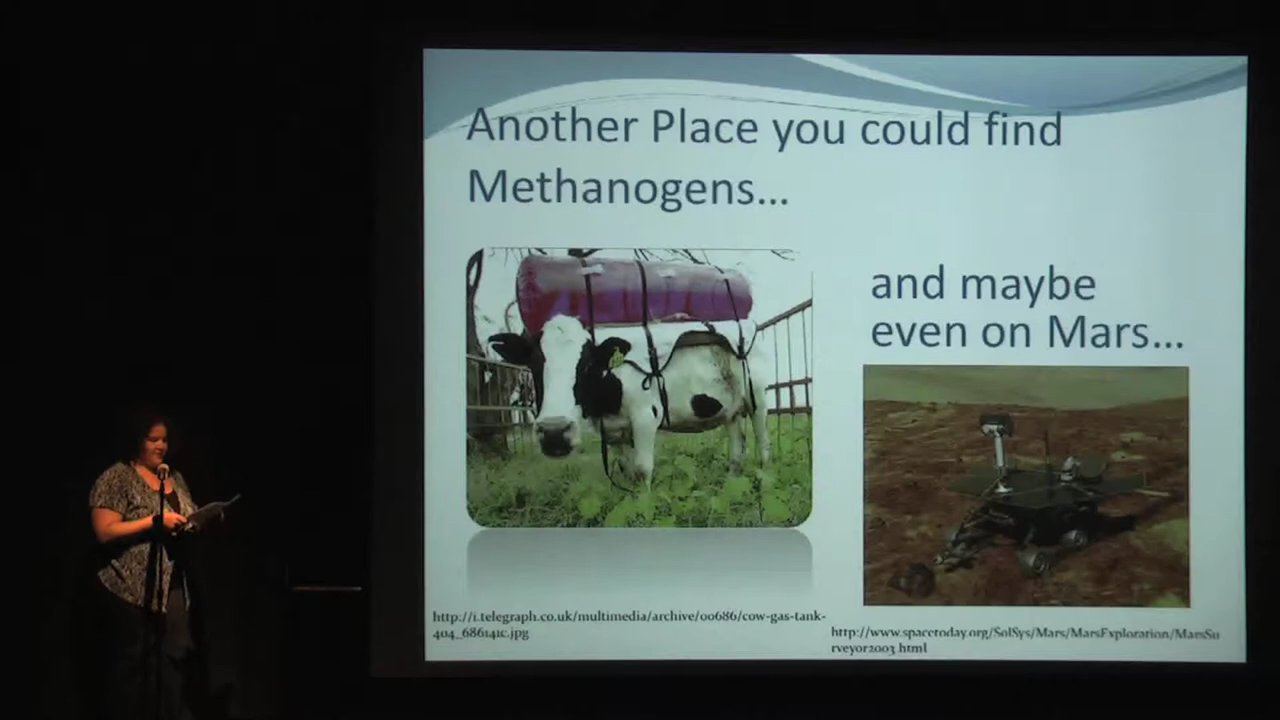 Another Place you could find
Methanogens...
and maybe
even on Mars...
http://i.telegraph.co.uk/multimedia/archive/00686/cow-gas-tank-
404_686141c.jpg
http://www.spacetoday.org/SolSys/Mars/MarsExploration/MarsSu
rveyor2003.html